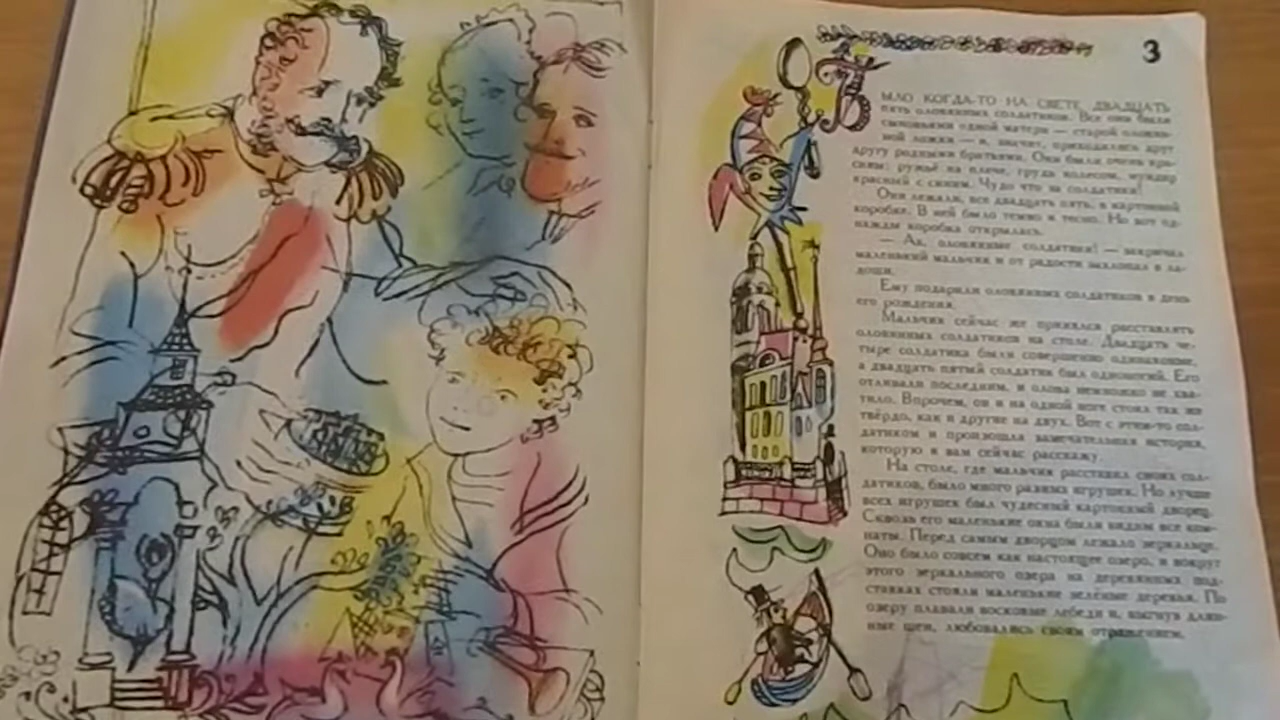 3
БЫЛО КОГДА-ТО НА СВЕТЕ ДВАДЦАТЬ
пять оловянных солдатиков. Все они были
сыновьями одной матери — старой оловян-
ной ложки — и, значит, приходились друг
другу родными братьями. Они были очень кра-
сивы: ружьё на плече, грудь колесом, мундир
красный с синим. Чудо что за солдатики!
Они лежали, все двадцать пять, в картонной
коробке. В ней было темно и тесно. Но вот од-
нажды коробка открылась.
— Ах, оловянные солдатики! — закричал
маленький мальчик и от радости захлопал в ла-
доши.
Ему подарили оловянных солдатиков в день
его рождения.
Мальчик сейчас же принялся расставлять
оловянных солдатиков на столе. Двадцать че-
тыре солдатика были совершенно одинаковые,
а двадцать пятый солдатик был одноногий. Его
отливали последним, и олова немножко не хва-
тило. Впрочем, он и на одной ноге стоял так же
твёрдо, как и другие на двух. Вот с этим-то сол-
датиком и произошла замечательная история,
которую я вам сейчас расскажу.
На столе, где мальчик расставил своих сол-
датиков, было много разных игрушек. Но лучше
всех игрушек был чудесный картонный дворец.
Сквозь его маленькие окна были видны все ком-
наты. Перед самым дворцом лежало зеркальце.
Оно было совсем как настоящее озеро, и вокруг
этого зеркального озера на деревянных под-
ставках стояли маленькие зелёные деревья. По
озеру плавали восковые лебеди и, выгнув длин-
ные шеи, любовались своим отражением.